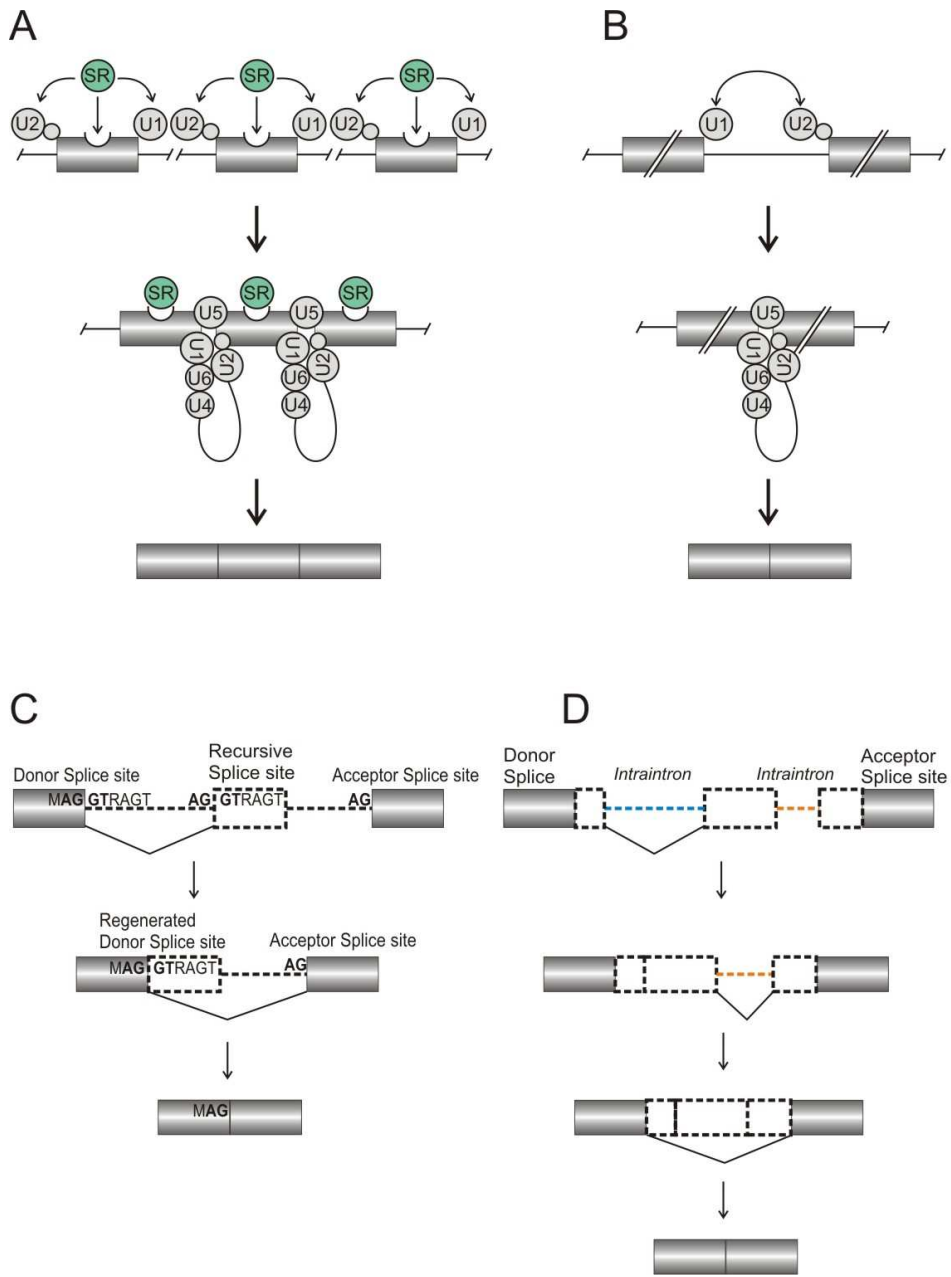 A
SR SR SR
U2 U1 U2 U1 U2 U1
SR SR SR
U5 U5
U1 U2 U1 U2
U6 U6
U4 U4
B
U1 U2
U5
U1 U2
U6
U4
C
Donor Splice site
Recursive
Splice site
Acceptor Splice site
MAG GTRAGT AG GTRAGT AG
Regenerated
Donor Splice site
Acceptor Splice site
MAG GTRAGT AG
MAG
D
Donor
Splice
Intraintron
Intraintron
Acceptor
Splice site